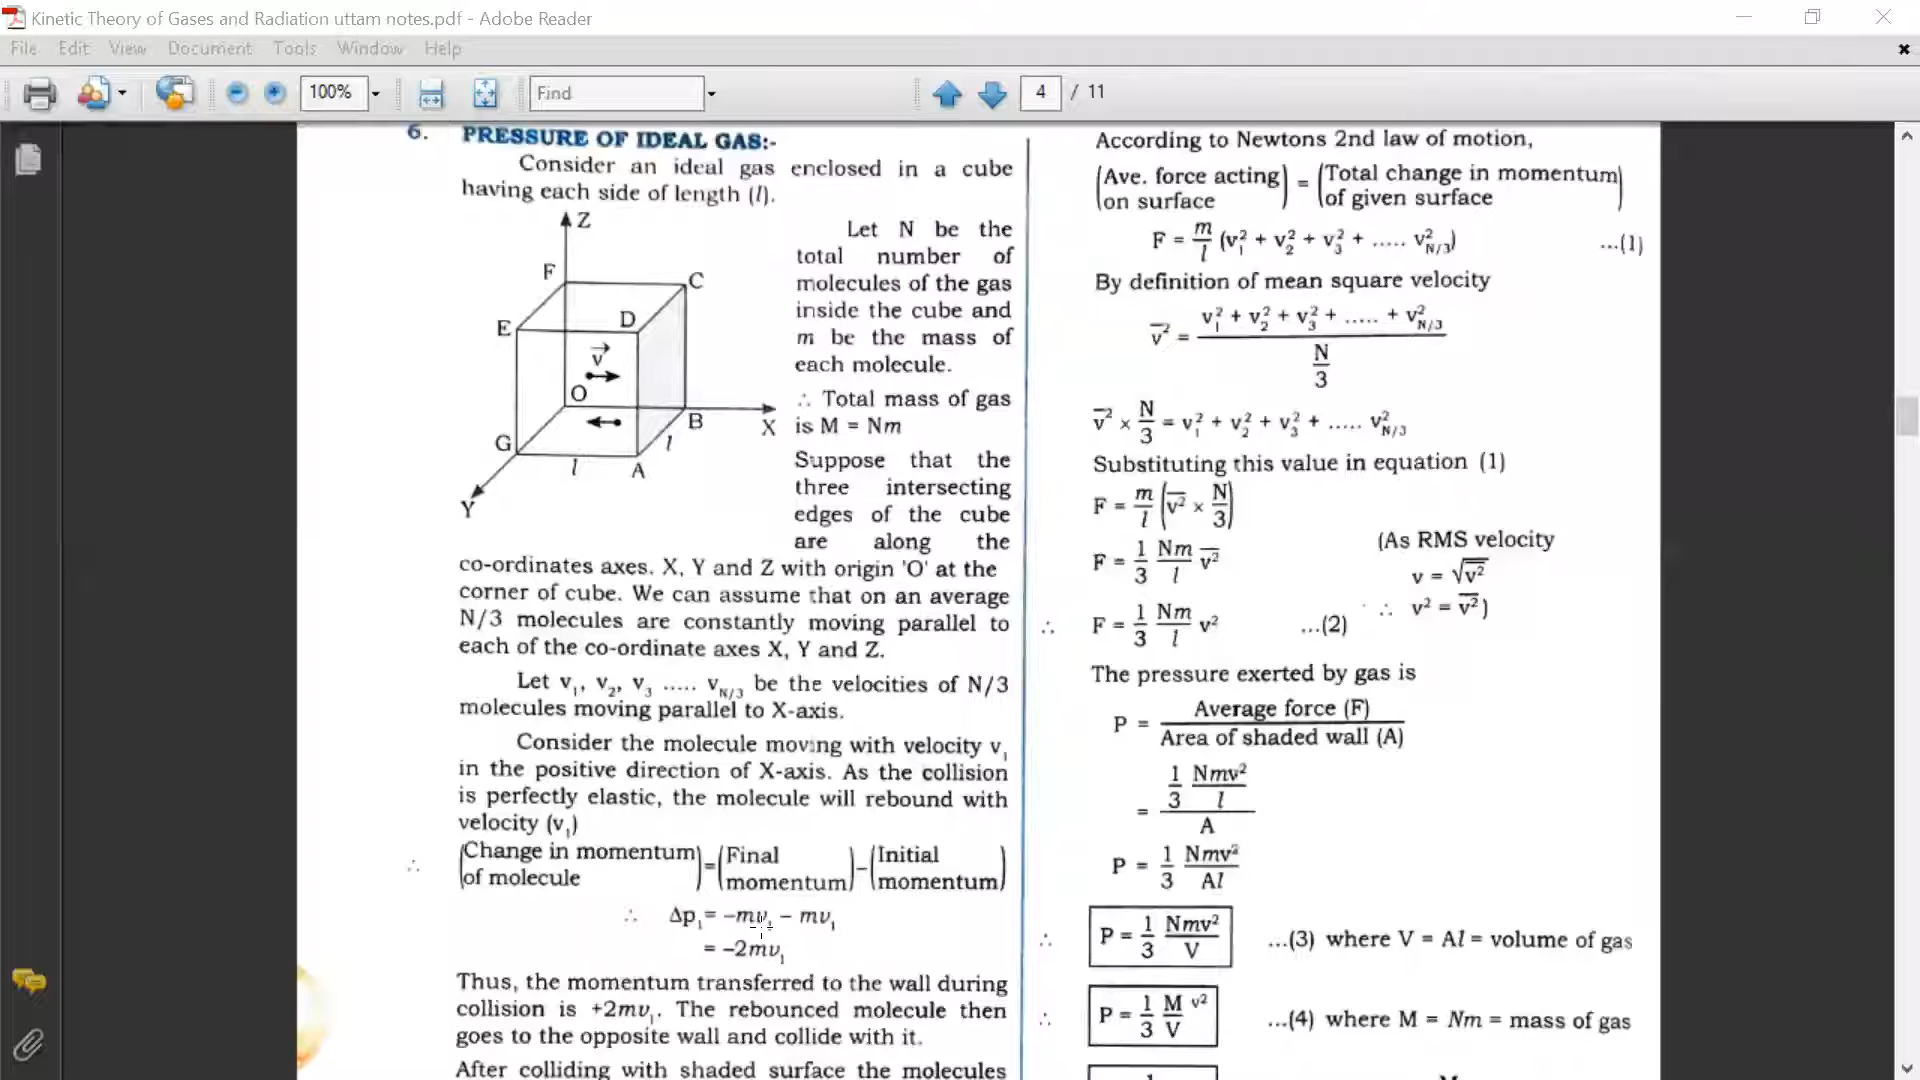 Kinetic Theory of Gases and Radiation uttam notes.pdf - Adobe Reader
File Edit View Document Tools Window Help
100% Find 4 / 11
6. PRESSURE OF IDEAL GAS:-
Consider an ideal gas enclosed in a cube
having each side of length (l).
Z
F
C
E
D
v
O
B
X
G
l
l
A
Y
Let N be the
total number of
molecules of the gas
inside the cube and
m be the mass of
each molecule.
∴ Total mass of gas
is M = Nm
Suppose that the
three intersecting
edges of the cube
are along the
co-ordinates axes. X, Y and Z with origin 'O' at the
corner of cube. We can assume that on an average
N/3 molecules are constantly moving parallel to
each of the co-ordinate axes X, Y and Z.
Let v₁, v₂, v₃ ..... v_N/3 be the velocities of N/3
molecules moving parallel to X-axis.
Consider the molecule moving with velocity v₁
in the positive direction of X-axis. As the collision
is perfectly elastic, the molecule will rebound with
velocity (v₁)
∴ (Change in momentum of molecule) = (Final momentum) − (Initial momentum)
∴ Δp₁ = −mv₁ − mv₁
= −2mv₁
Thus, the momentum transferred to the wall during
collision is +2mv₁. The rebounced molecule then
goes to the opposite wall and collide with it.
After colliding with shaded surface the molecules
According to Newtons 2nd law of motion,
(Ave. force acting on surface) = (Total change in momentum of given surface)
F = m/l (v₁² + v₂² + v₃² + ..... v²_N/3) ...(1)
By definition of mean square velocity
v̅² = (v₁² + v₂² + v₃² + ..... + v²_N/3) / (N/3)
v̅² × N/3 = v₁² + v₂² + v₃² + ..... v²_N/3
Substituting this value in equation (1)
F = m/l (v̅² × N/3)
F = 1/3 Nm/l v̅²
(As RMS velocity
v = √v̅²
∴ v² = v̅²)
∴ F = 1/3 Nm/l v² ...(2)
The pressure exerted by gas is
P = Average force (F) / Area of shaded wall (A)
= (1/3 Nmv²/l) / A
P = 1/3 Nmv²/Al
∴ P = 1/3 Nmv²/V ...(3) where V = Al = volume of gas
∴ P = 1/3 M/V v² ...(4) where M = Nm = mass of gas